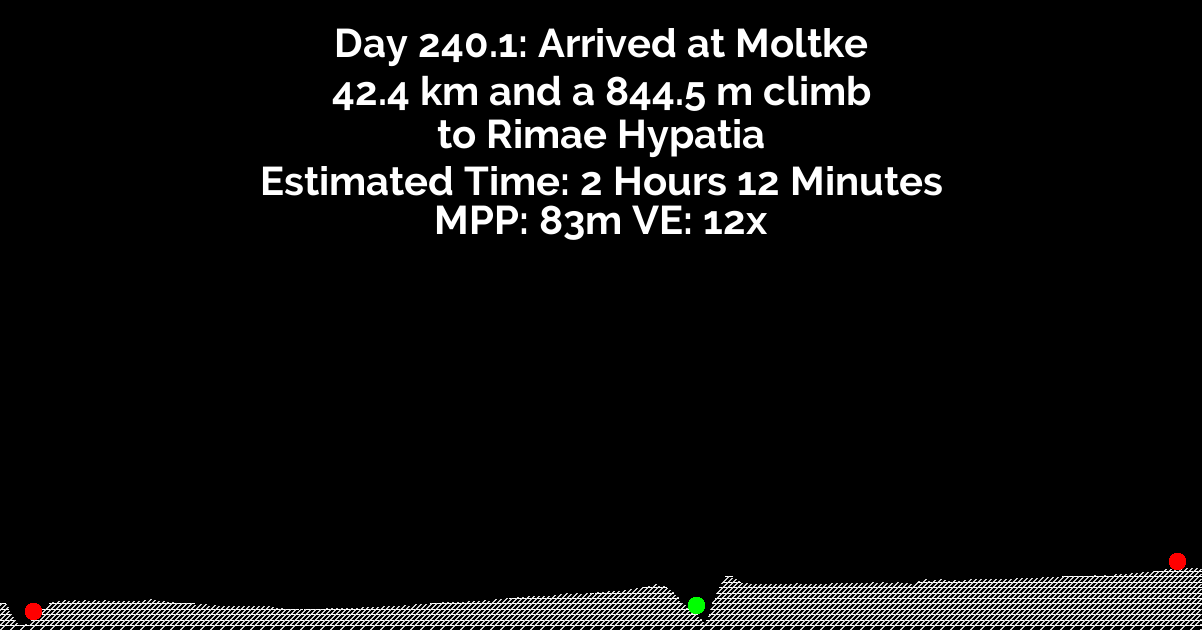 Day 240.1: Arrived at Moltke
42.4 km and a 844.5 m climb
to Rimae Hypatia
Estimated Time: 2 Hours 12 Minutes
MPP: 83m VE: 12x